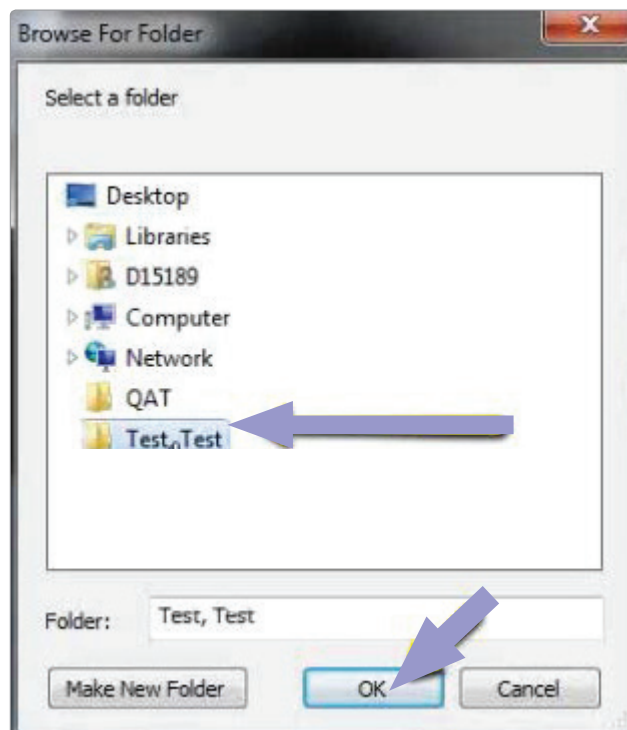 Browse For Folder
Select a folder
Desktop
Libraries
D15189
Computer
Network
QAT
Test, Test
Folder: Test, Test
Make New Folder OK Cancel